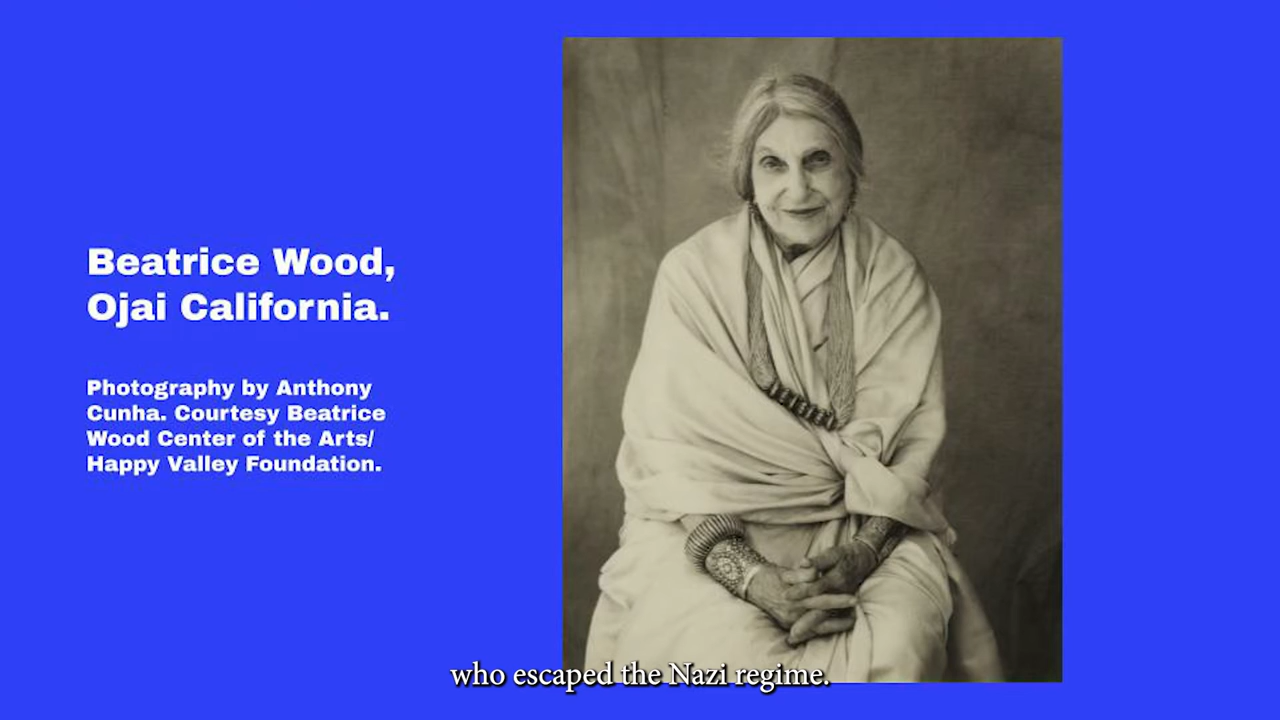 Beatrice Wood,
Ojai California.
Photography by Anthony
Cunha. Courtesy Beatrice
Wood Center of the Arts/
Happy Valley Foundation.
who escaped the Nazi regime.